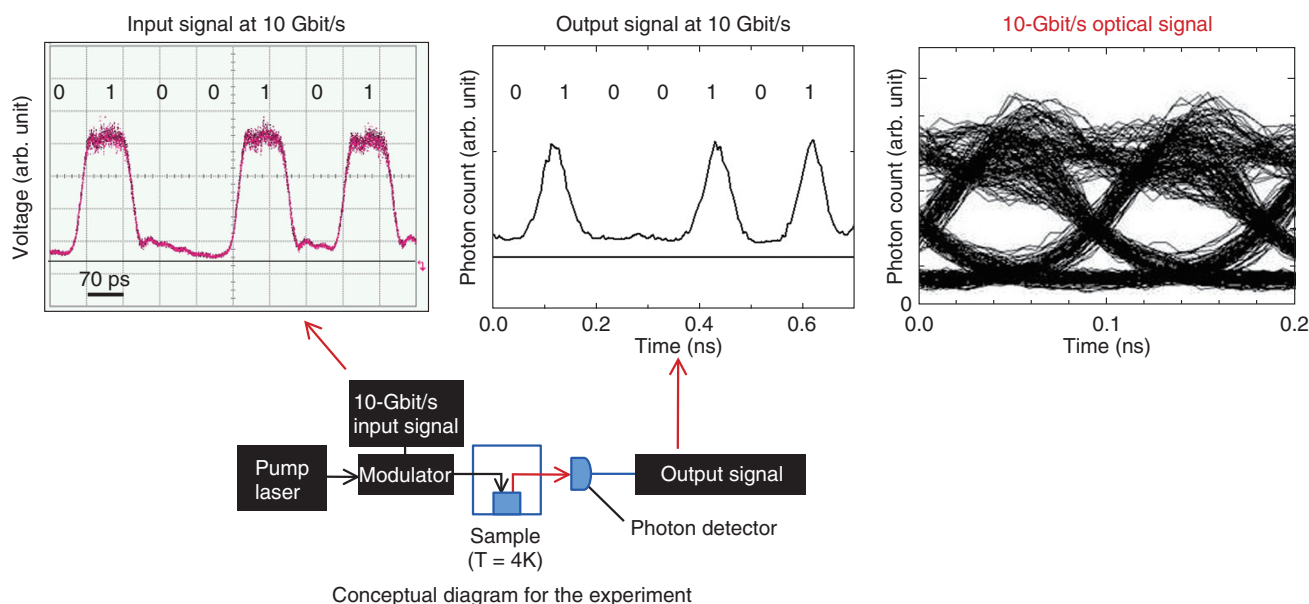 Input signal at 10 Gbit/s
Voltage (arb. unit)
0 1 0 0 1 0 1
70 ps
Output signal at 10 Gbit/s
Photon count (arb. unit)
0 1 0 0 1 0 1
0.0 0.2 0.4 0.6
Time (ns)
10-Gbit/s optical signal
Photon count (arb. unit)
0
0.0 0.1 0.2
Time (ns)
10-Gbit/s
input signal
Pump
laser
Modulator
Output signal
Photon detector
Sample
(T = 4K)
Conceptual diagram for the experiment